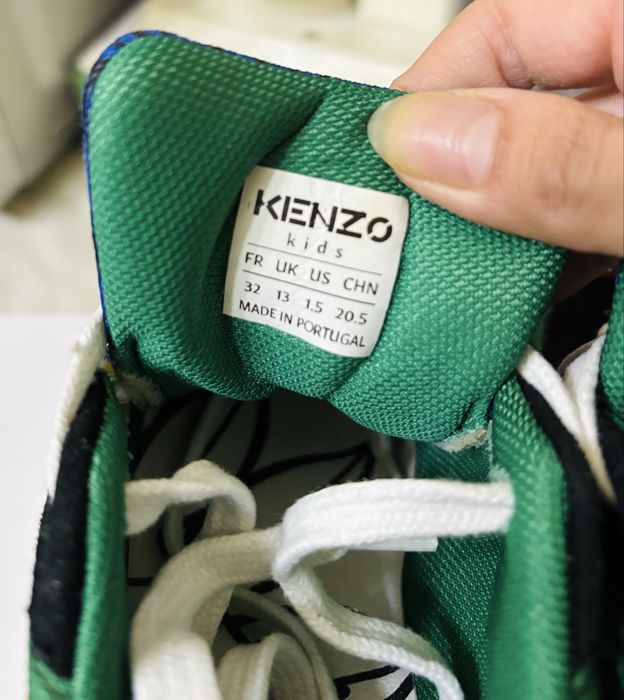 KENZO
kids
FR UK US CHN
32 13 1.5 20.5
MADE IN PORTUGAL